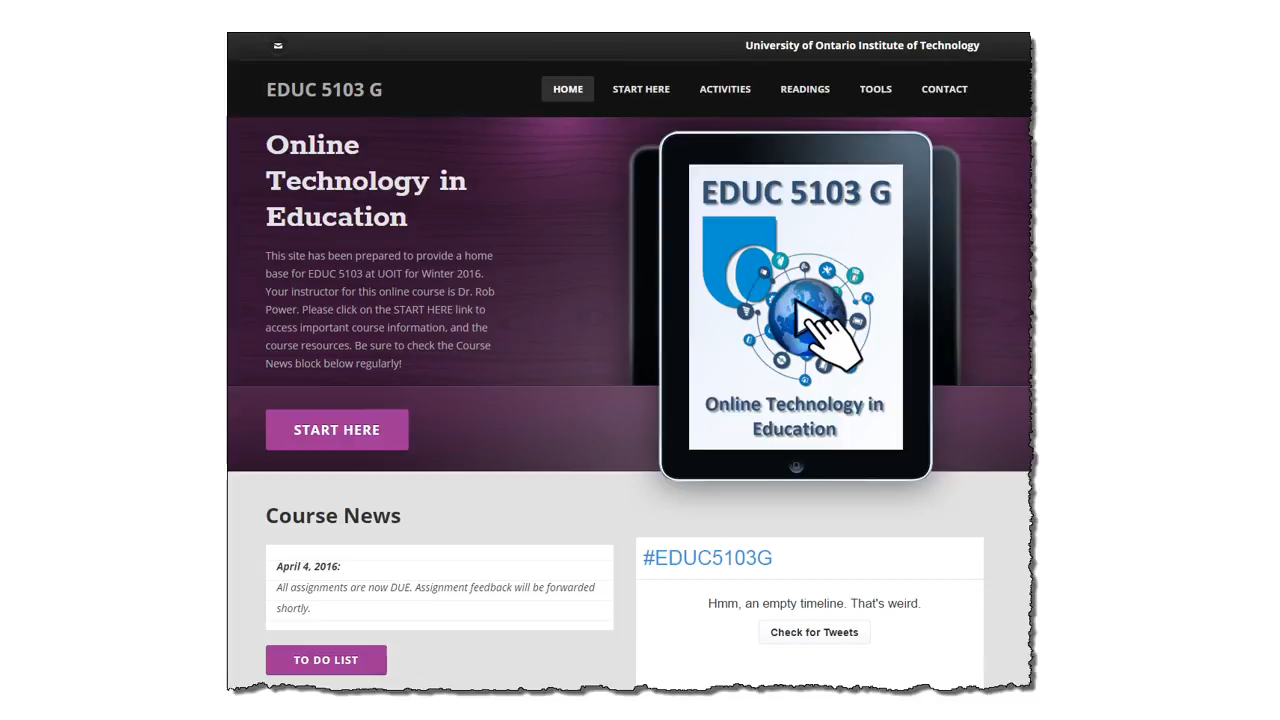 University of Ontario Institute of Technology
EDUC 5103 G
HOME START HERE ACTIVITIES READINGS TOOLS CONTACT
Online
Technology in
Education
This site has been prepared to provide a home
base for EDUC 5103 at UOIT for Winter 2016.
Your instructor for this online course is Dr. Rob
Power. Please click on the START HERE link to
access important course information, and the
course resources. Be sure to check the Course
News block below regularly!
START HERE
EDUC 5103 G
Online Technology in
Education
Course News
April 4, 2016:
All assignments are now DUE. Assignment feedback will be forwarded
shortly.
TO DO LIST
#EDUC5103G
Hmm, an empty timeline. That's weird.
Check for Tweets